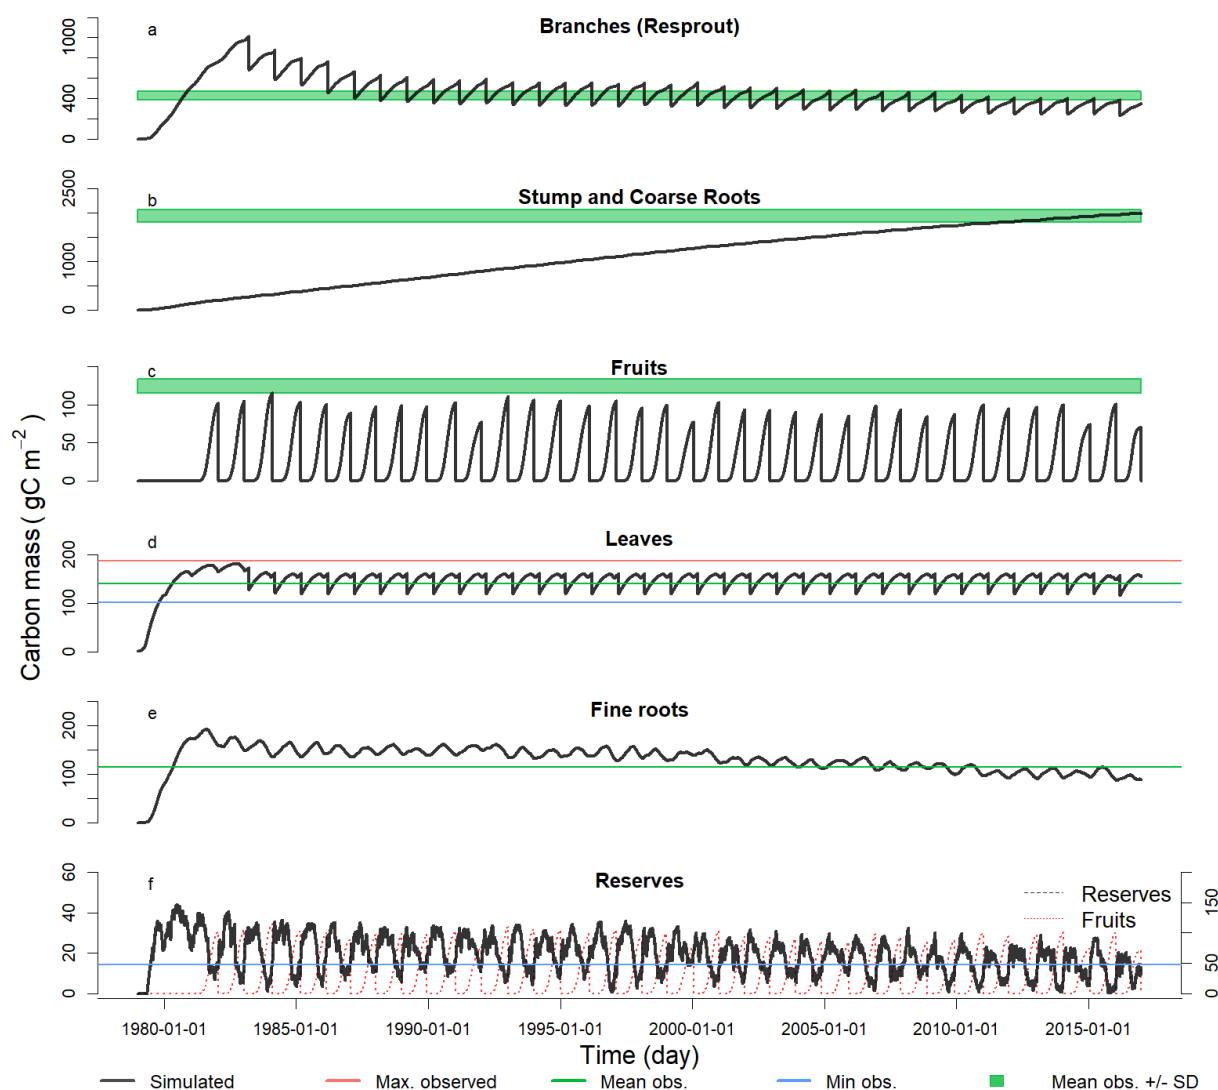 a
Branches (Resprout)
1000
400
0
b
Stump and Coarse Roots
2500
1000
0
c
Fruits
100
50
0
d
Leaves
200
100
0
e
Fine roots
200
100
0
f
Reserves
60
40
20
0
Reserves
Fruits
150
50
0
Carbon mass ( gC m−2 )
1980-01-01 1985-01-01 1990-01-01 1995-01-01 2000-01-01 2005-01-01 2010-01-01 2015-01-01
Time (day)
Simulated Max. observed Mean obs. Min obs. Mean obs. +/- SD